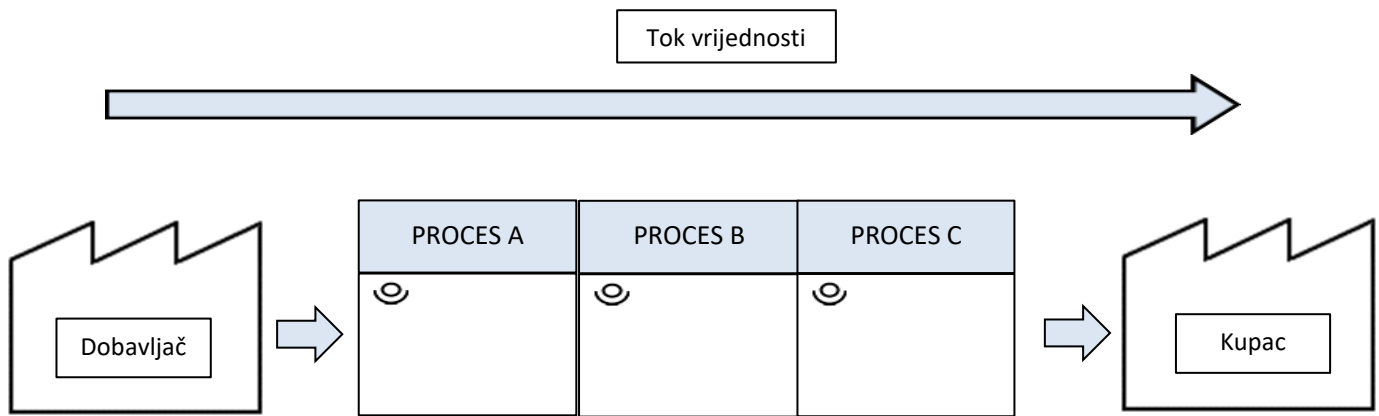 Tok vrijednosti
PROCES A
PROCES B
PROCES C
Dobavljač
Kupac